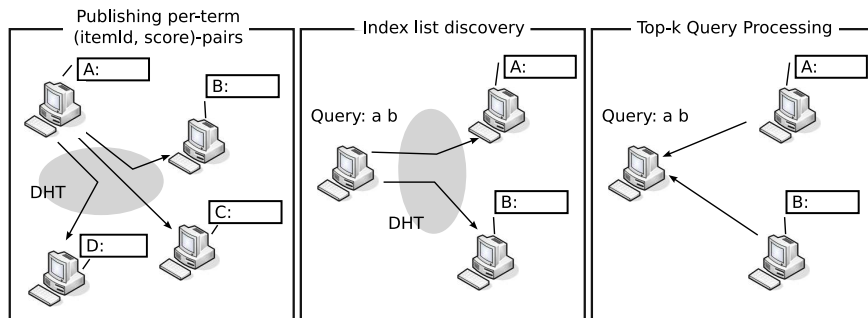 Publishing per-term
(itemId, score)-pairs
A:
B:
DHT
C:
D:
Index list discovery
A:
Query: a b
B:
DHT
Top-k Query Processing
A:
Query: a b
B: